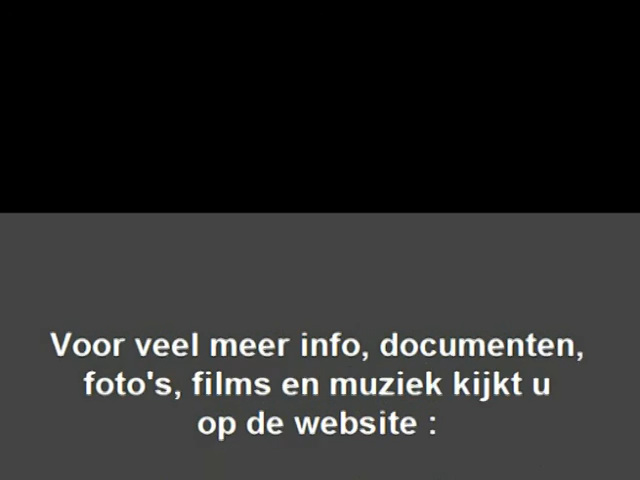 Voor veel meer info, documenten,
foto's, films en muziek kijkt u
op de website :